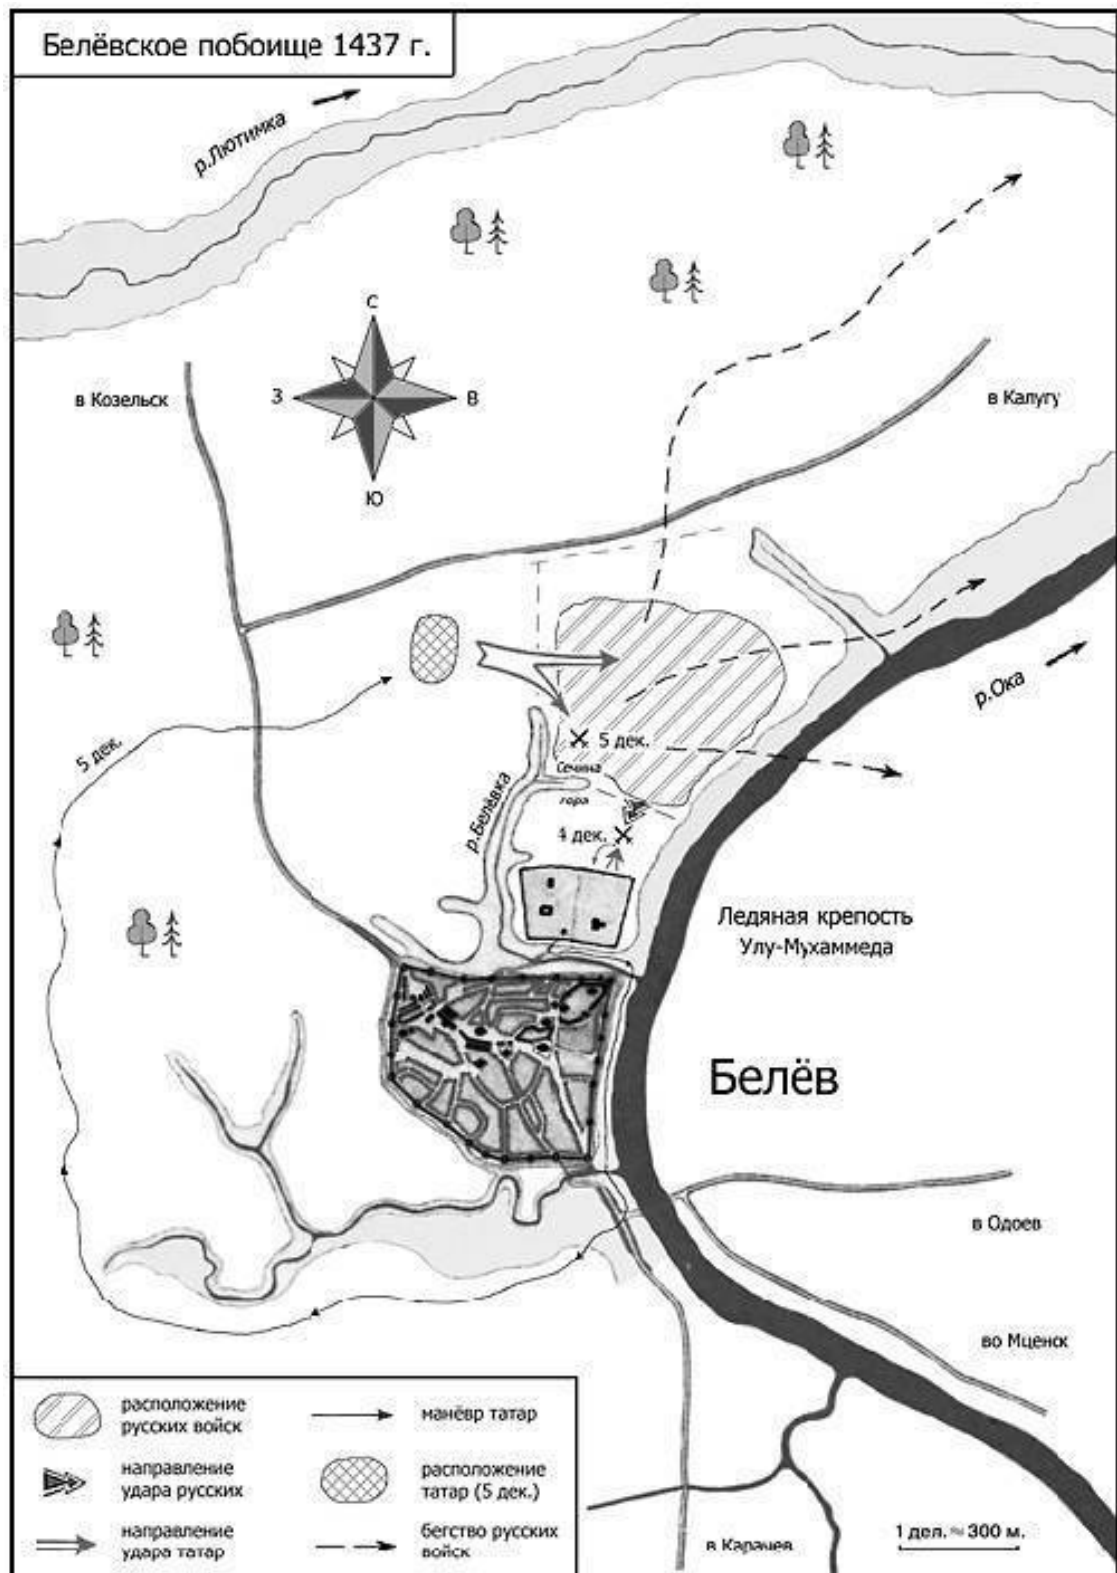 Белёвское побоище 1437 г.
р.Лютимка
С
З
В
Ю
в Козельск
в Калугу
5 дек.
р.Ока
5 дек.
Сечина
гора
р.Белёвка
4 дек.
Ледяная крепость
Улу-Мухаммеда
Белёв
в Одоев
во Мценск
расположение
русских войск
направление
удара русских
направление
удара татар
манёвр татар
расположение
татар (5 дек.)
бегство русских
войск
в Карачев
1 дел. ≈ 300 м.